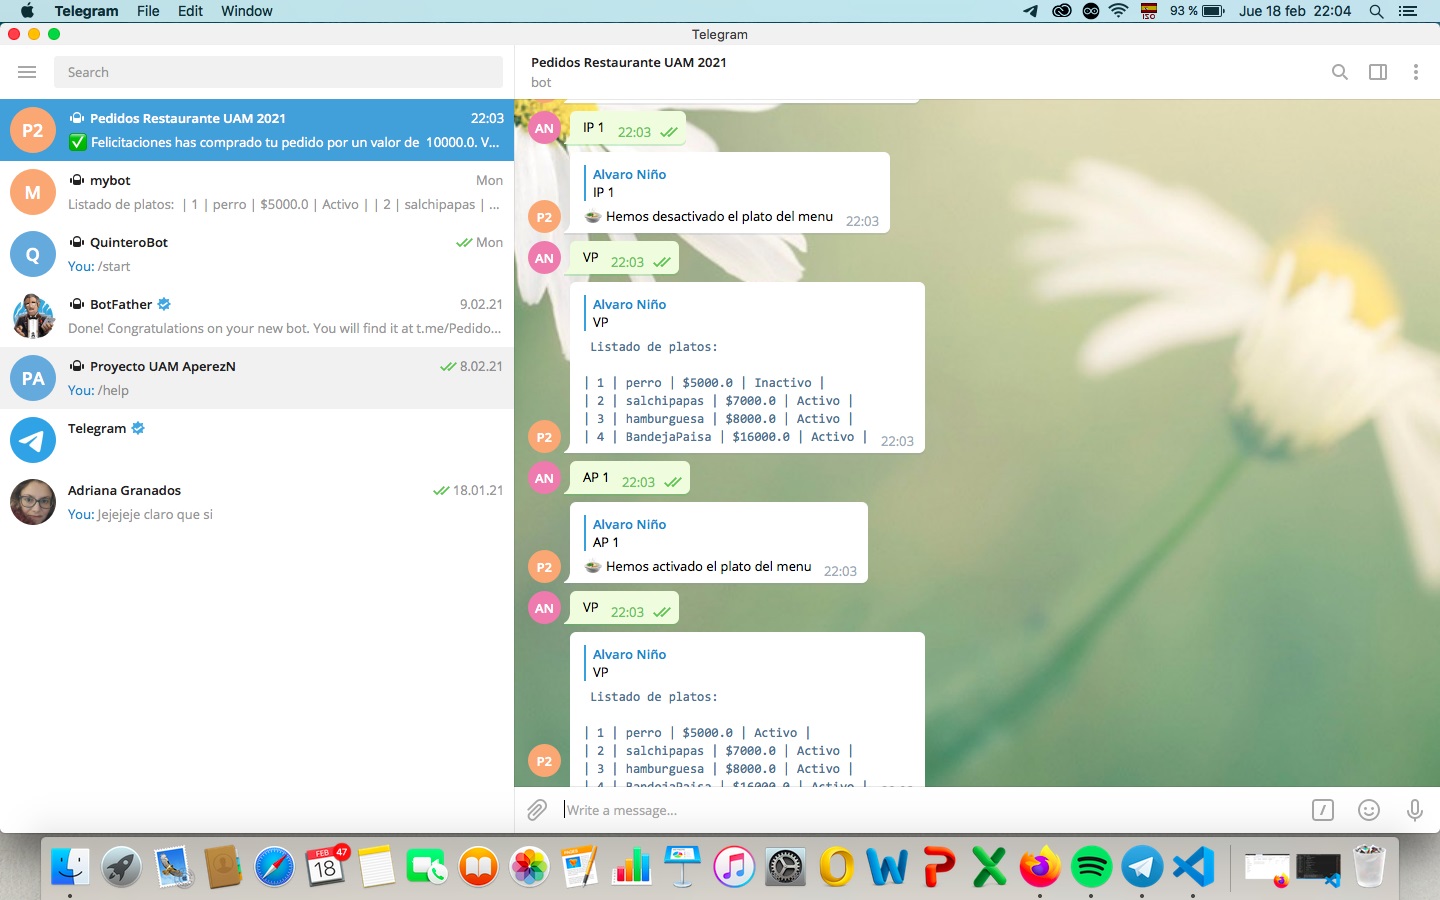 Telegram File Edit Window
ISO 93 % Jue 18 feb 22:04
Telegram
Search
P2
Pedidos Restaurante UAM 2021 22:03
✅ Felicitaciones has comprado tu pedido por un valor de 10000.0. V...
M
mybot Mon
Listado de platos: | 1 | perro | $5000.0 | Activo | | 2 | salchipapas | ...
Q
QuinteroBot Mon
You: /start
BotFather 9.02.21
Done! Congratulations on your new bot. You will find it at t.me/Pedido...
PA
Proyecto UAM AperezN 8.02.21
You: /help
Telegram
Adriana Granados 18.01.21
You: Jejejeje claro que si
Pedidos Restaurante UAM 2021
bot
AN
IP 1 22:03
Alvaro Niño
IP 1
P2
Hemos desactivado el plato del menu 22:03
AN
VP 22:03
Alvaro Niño
VP
Listado de platos:
| 1 | perro | $5000.0 | Inactivo |
| 2 | salchipapas | $7000.0 | Activo |
| 3 | hamburguesa | $8000.0 | Activo |
| 4 | BandejaPaisa | $16000.0 | Activo | 22:03
P2
AN
AP 1 22:03
Alvaro Niño
AP 1
P2
Hemos activado el plato del menu 22:03
AN
VP 22:03
Alvaro Niño
VP
Listado de platos:
| 1 | perro | $5000.0 | Activo |
| 2 | salchipapas | $7000.0 | Activo |
P2
| 3 | hamburguesa | $8000.0 | Activo |
| 4 | BandejaPaisa | $16000.0 | Activo |
Write a message...
FEB 47
18